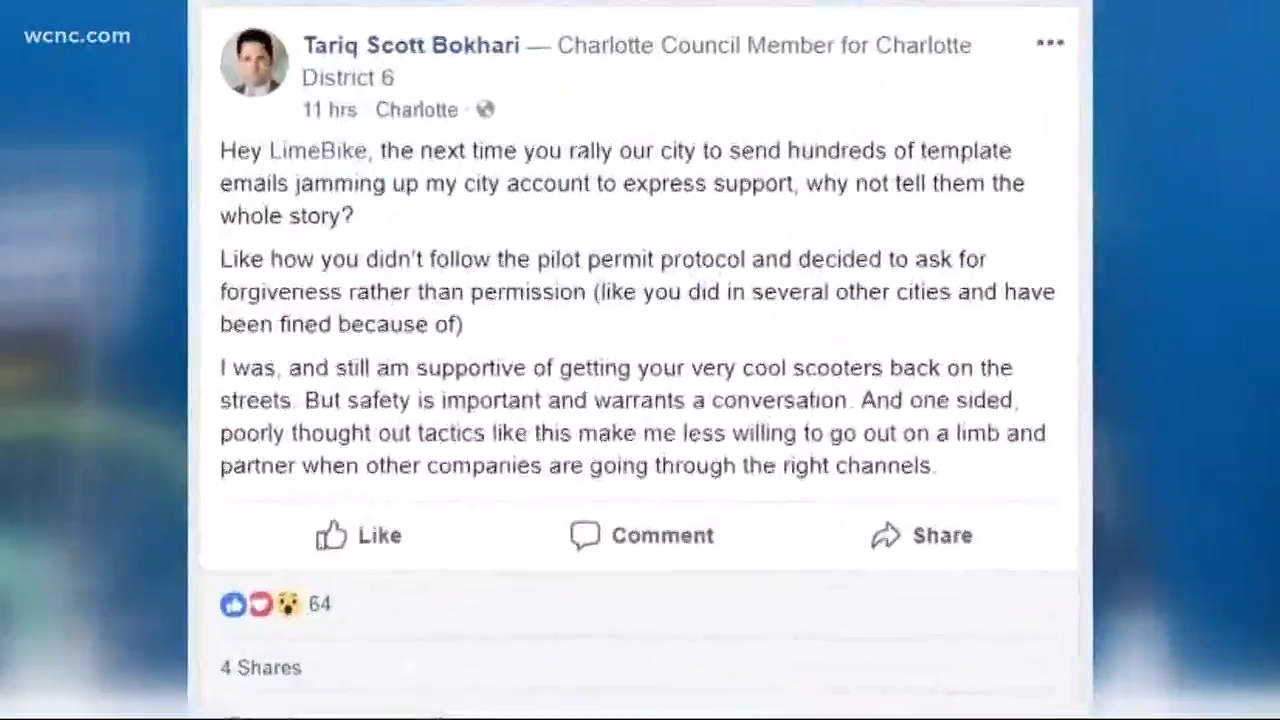 wcnc.com
Tariq Scott Bokhari — Charlotte Council Member for Charlotte
District 6
11 hrs · Charlotte ·
Hey LimeBike, the next time you rally our city to send hundreds of template
emails jamming up my city account to express support, why not tell them the
whole story?
Like how you didn't follow the pilot permit protocol and decided to ask for
forgiveness rather than permission (like you did in several other cities and have
been fined because of)
I was, and still am supportive of getting your very cool scooters back on the
streets. But safety is important and warrants a conversation. And one sided,
poorly thought out tactics like this make me less willing to go out on a limb and
partner when other companies are going through the right channels.
Like Comment Share
64
4 Shares